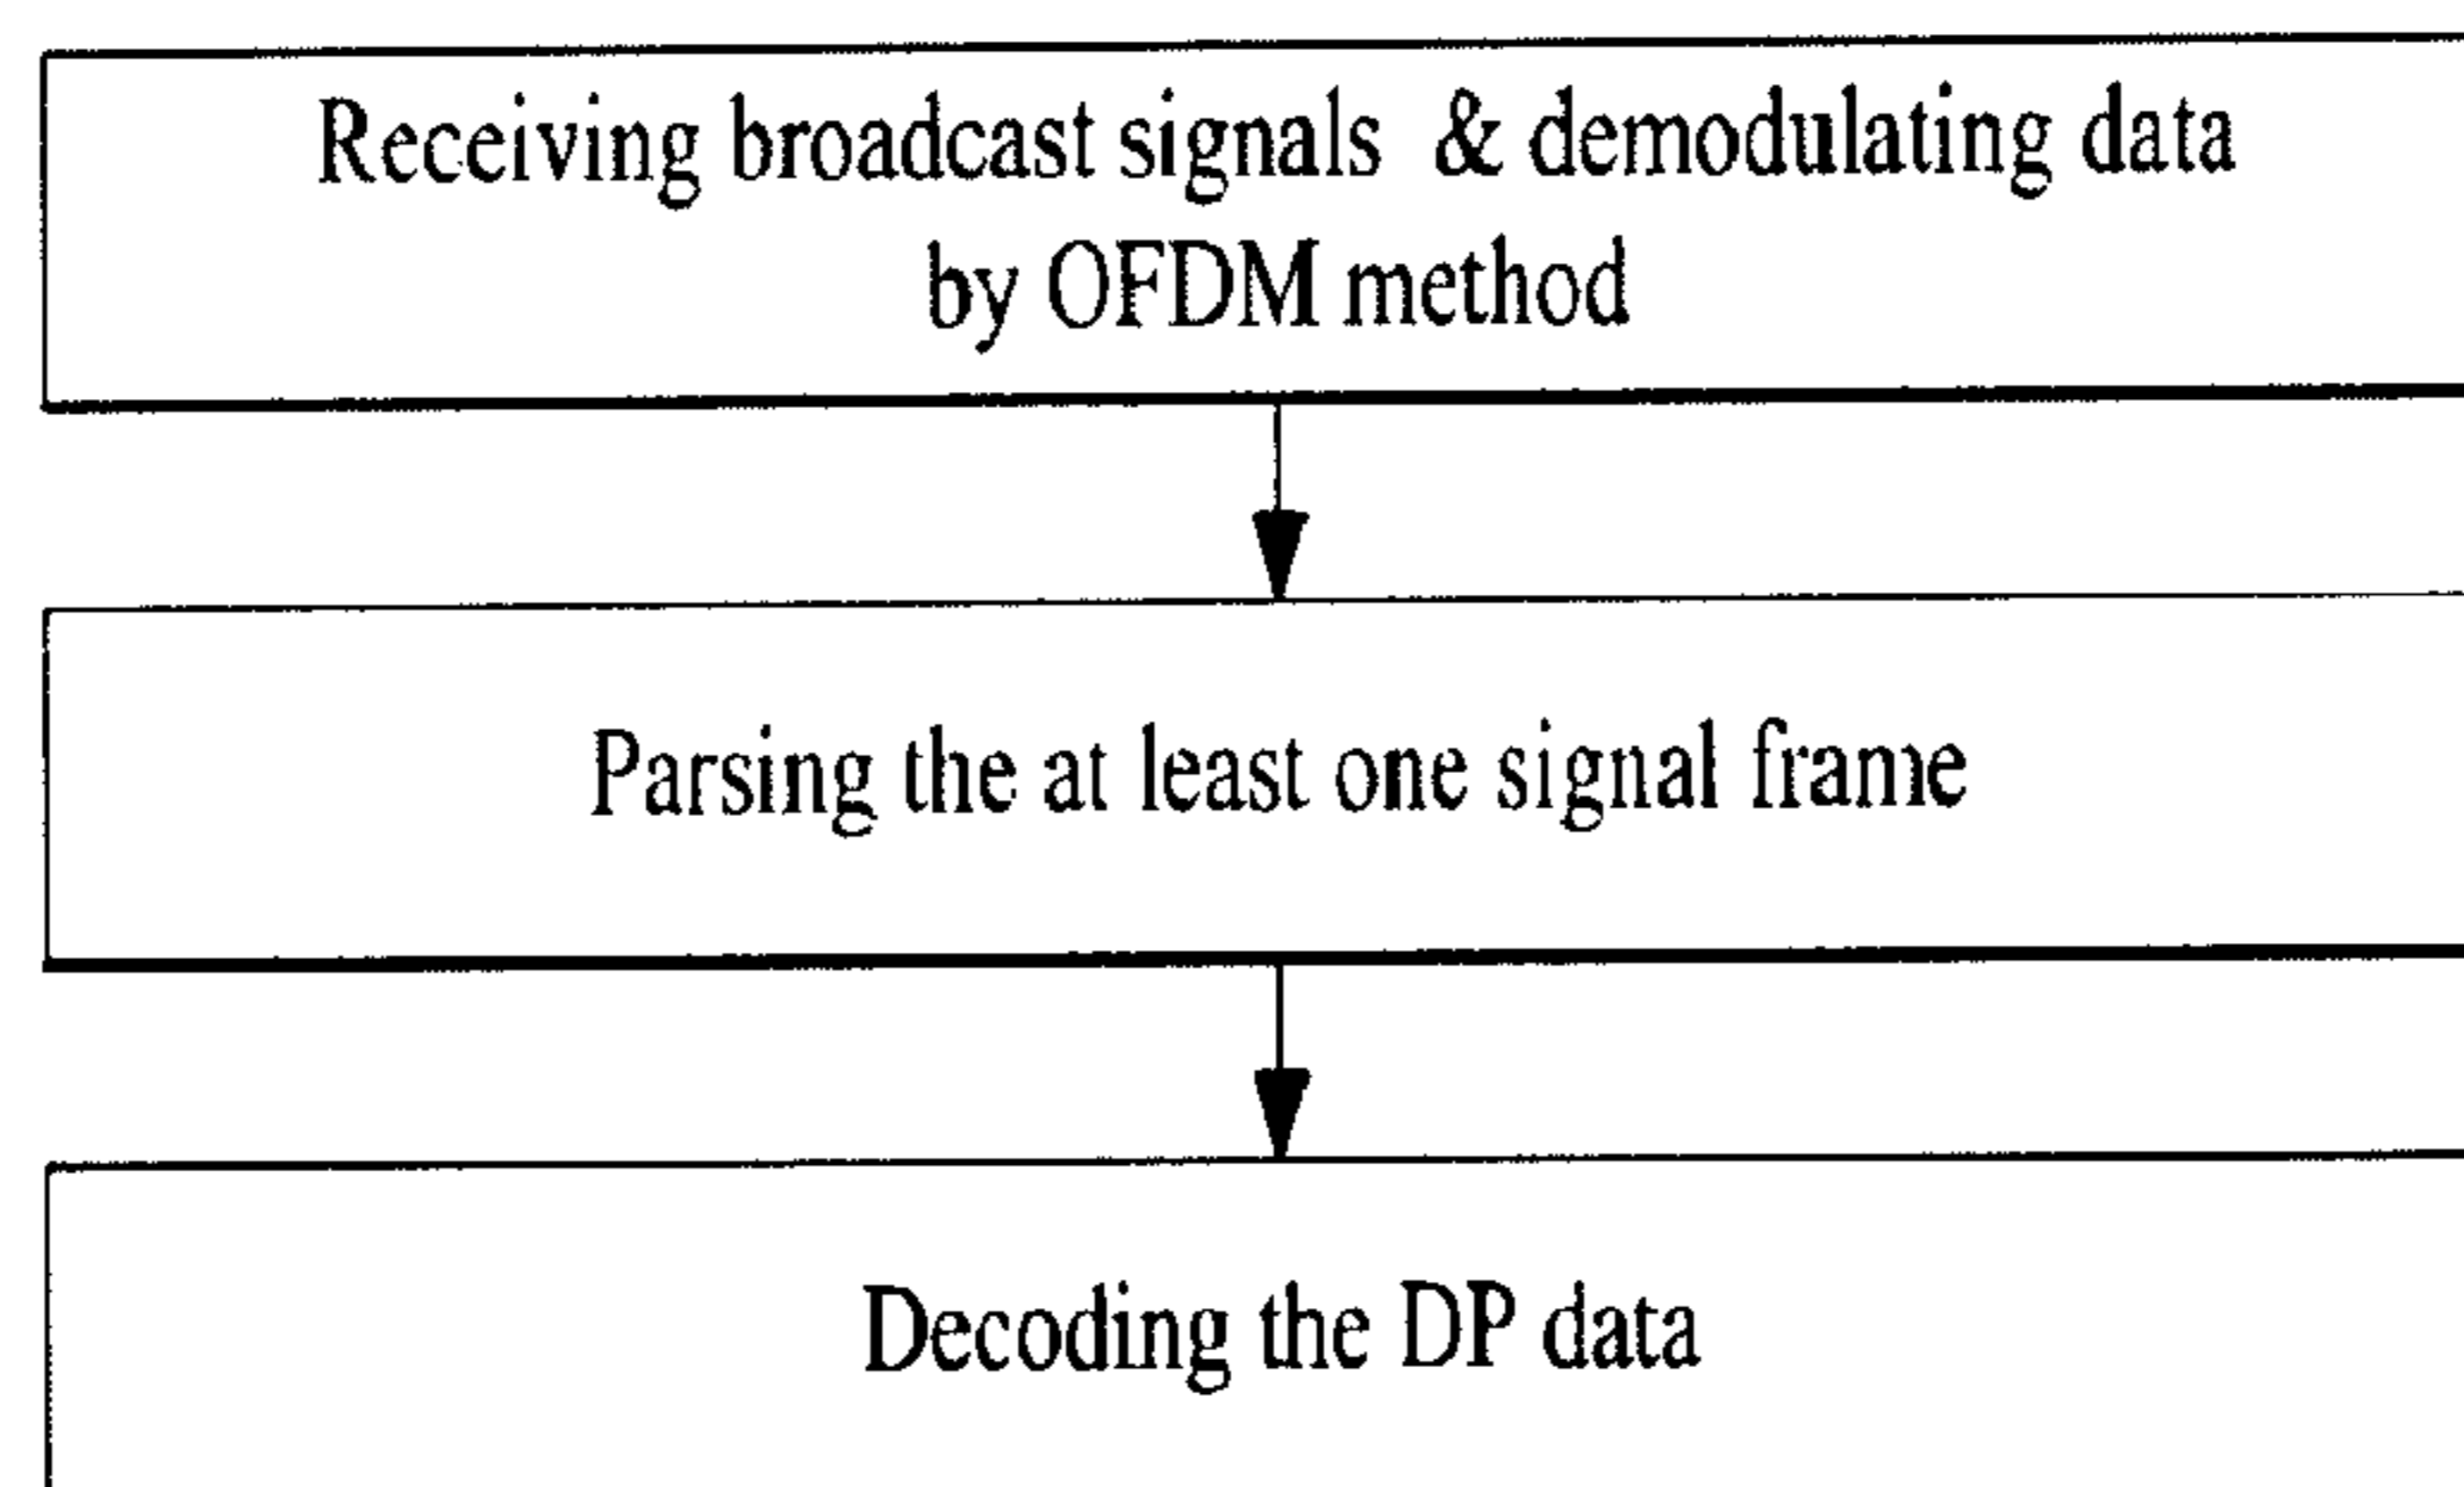 Receiving broadcast signals & demodulating data
by OFDM method
Parsing the at least one signal frame
Decoding the DP data